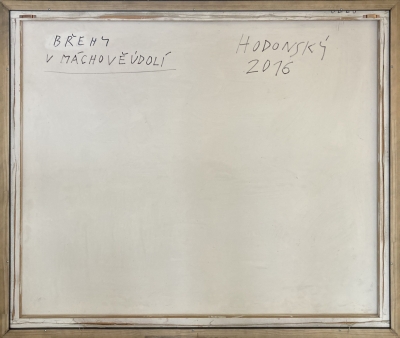 BŘEHY
V MÁCHOVĚ ÚDOLÍ
HODONSKÝ
2016